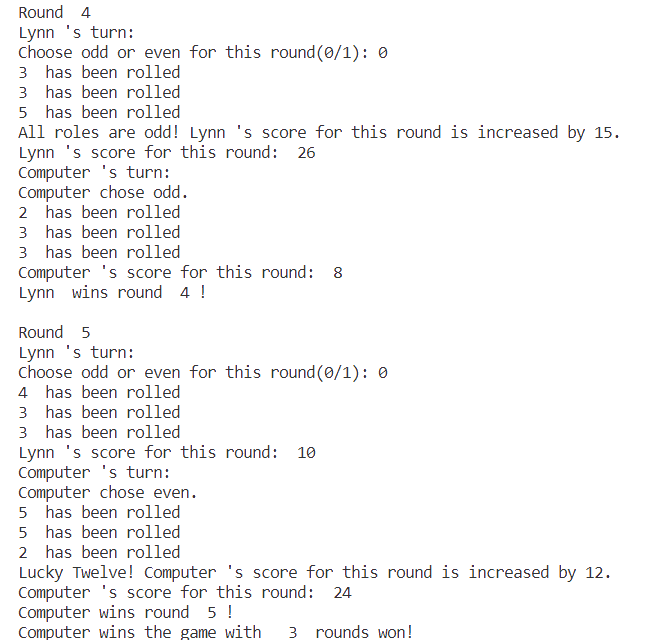 Round  4
Lynn 's turn:
Choose odd or even for this round(0/1): 0
3  has been rolled
3  has been rolled
5  has been rolled
All roles are odd! Lynn 's score for this round is increased by 15.
Lynn 's score for this round:  26
Computer 's turn:
Computer chose odd.
2  has been rolled
3  has been rolled
3  has been rolled
Computer 's score for this round:  8
Lynn  wins round  4 !

Round  5
Lynn 's turn:
Choose odd or even for this round(0/1): 0
4  has been rolled
3  has been rolled
3  has been rolled
Lynn 's score for this round:  10
Computer 's turn:
Computer chose even.
5  has been rolled
5  has been rolled
2  has been rolled
Lucky Twelve! Computer 's score for this round is increased by 12.
Computer 's score for this round:  24
Computer wins round  5 !
Computer wins the game with   3  rounds won!